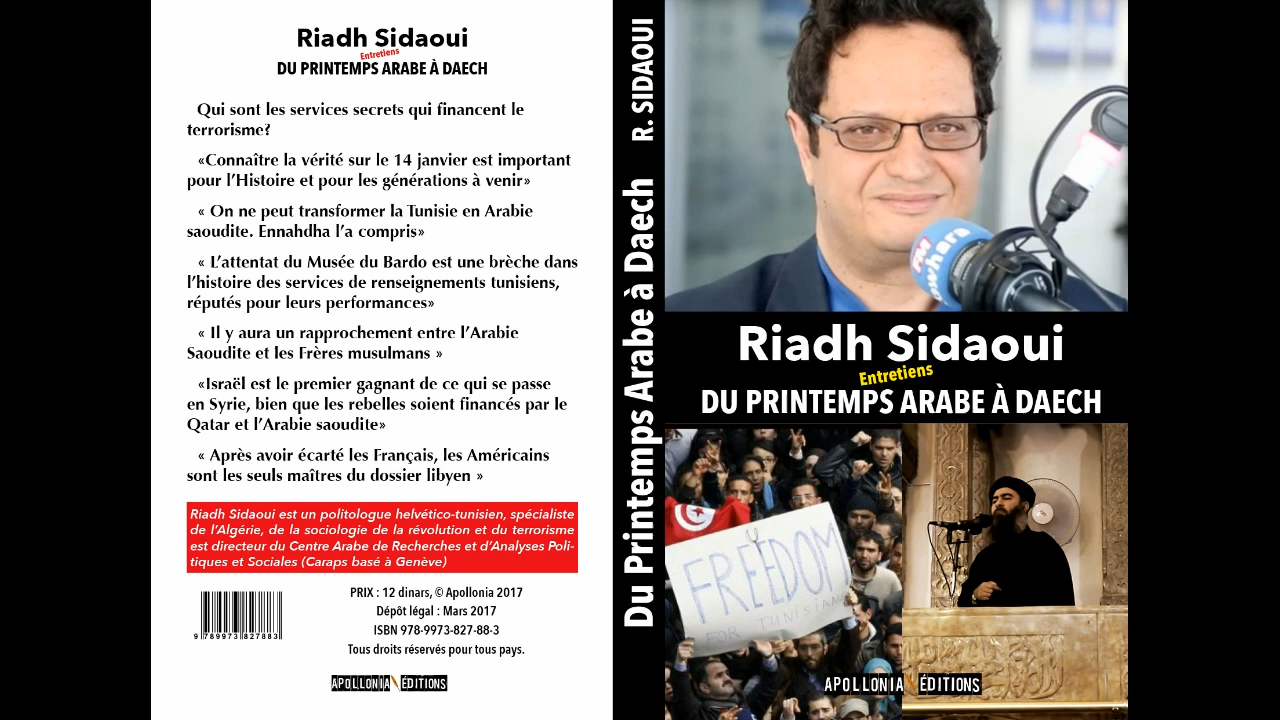 Riadh Sidaoui
Entretiens
DU PRINTEMPS ARABE À DAECH
Qui sont les services secrets qui financent le
terrorisme?
«Connaître la vérité sur le 14 janvier est important
pour l’Histoire et pour les générations à venir»
« On ne peut transformer la Tunisie en Arabie
saoudite. Ennahdha l’a compris»
« L’attentat du Musée du Bardo est une brèche dans
l’histoire des services de renseignements tunisiens,
réputés pour leurs performances»
« Il y aura un rapprochement entre l’Arabie
Saoudite et les Frères musulmans »
«Israël est le premier gagnant de ce qui se passe
en Syrie, bien que les rebelles soient financés par le
Qatar et l’Arabie saoudite»
« Après avoir écarté les Français, les Américains
sont les seuls maîtres du dossier libyen »
Riadh Sidaoui est un politologue helvético-tunisien, spécialiste
de l’Algérie, de la sociologie de la révolution et du terrorisme
est directeur du Centre Arabe de Recherches et d’Analyses Poli-
tiques et Sociales (Caraps basé à Genève)
PRIX : 12 dinars, © Apollonia 2017
Dépôt légal : Mars 2017
ISBN 978-9973-827-88-3
Tous droits réservés pour tous pays.
9 789973 827883
APOLLONIA ÉDITIONS
Du Printemps Arabe à Daech R. SIDAOUI
FM
Riadh Sidaoui
Entretiens
DU PRINTEMPS ARABE À DAECH
FREEDOM
FOR TUNISIAN
APOLLONIA ÉDITIONS